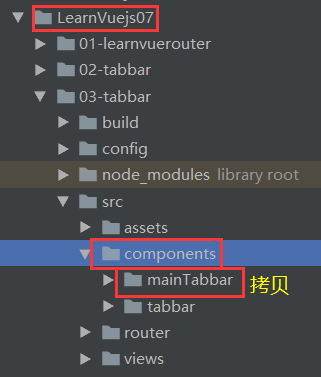 LearnVuejs07
01-learnvuerouter
02-tabbar
03-tabbar
build
config
node_modules library root
src
assets
components
mainTabbar 拷贝
tabbar
router
views